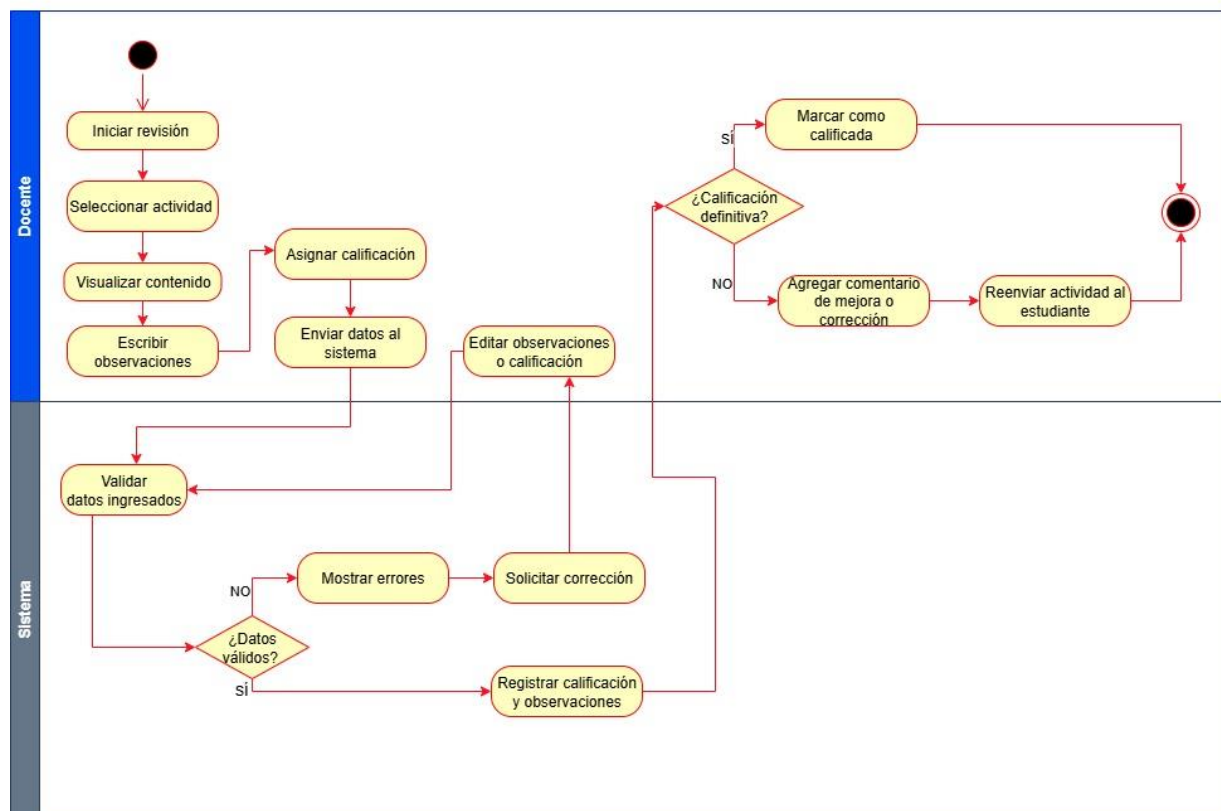 Docente
Iniciar revisión
Seleccionar actividad
Visualizar contenido
Escribir
observaciones
Asignar calificación
Enviar datos al
sistema
Editar observaciones
o calificación
¿Calificación
definitiva?
SÍ
Marcar como
calificada
NO
Agregar comentario
de mejora o
corrección
Reenviar actividad al
estudiante
Sistema
Validar
datos ingresados
¿Datos
válidos?
NO
Mostrar errores
Solicitar corrección
SÍ
Registrar calificación
y observaciones